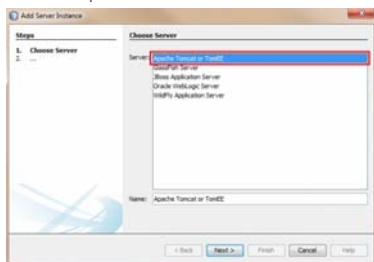 Add Server Instance
Steps
1. Choose Server
2. ...
Choose Server
Server:
Apache Tomcat or TomEE
GlassFish Server
JBoss Application Server
Oracle WebLogic Server
WildFly Application Server
Name: Apache Tomcat or TomEE
< Back
Next >
Finish
Cancel
Help